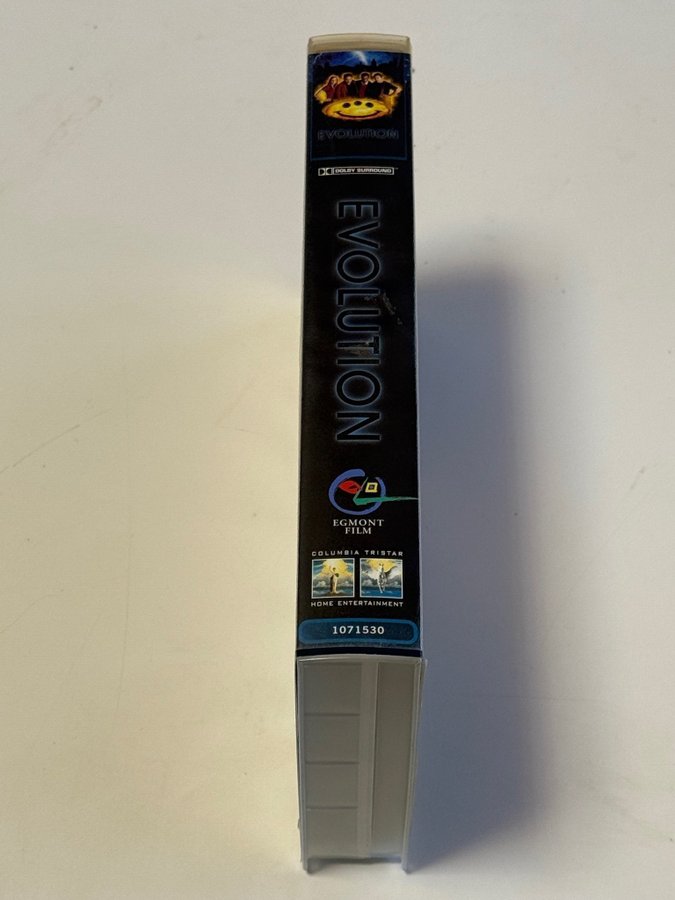 EVOLUTION
DOLBY SURROUND
EVOLUTION
EGMONT
FILM
COLUMBIA TRISTAR
HOME ENTERTAINMENT
1071530